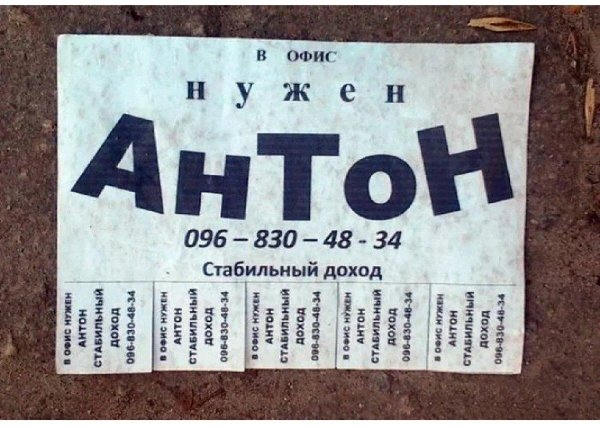 В ОФИС
нужен
АнТоН
096 – 830 – 48 - 34
Стабильный доход
В ОФИС НУЖЕН
АНТОН
СТАБИЛЬНЫЙ
ДОХОД
096-830-48-34
В ОФИС НУЖЕН
АНТОН
СТАБИЛЬНЫЙ
ДОХОД
096-830-48-34
В ОФИС НУЖЕН
АНТОН
СТАБИЛЬНЫЙ
ДОХОД
096-830-48-34
В ОФИС НУЖЕН
АНТОН
СТАБИЛЬНЫЙ
ДОХОД
096-830-48-34
В ОФИС НУЖЕН
АНТОН
СТАБИЛЬНЫЙ
ДОХОД
096-830-48-34